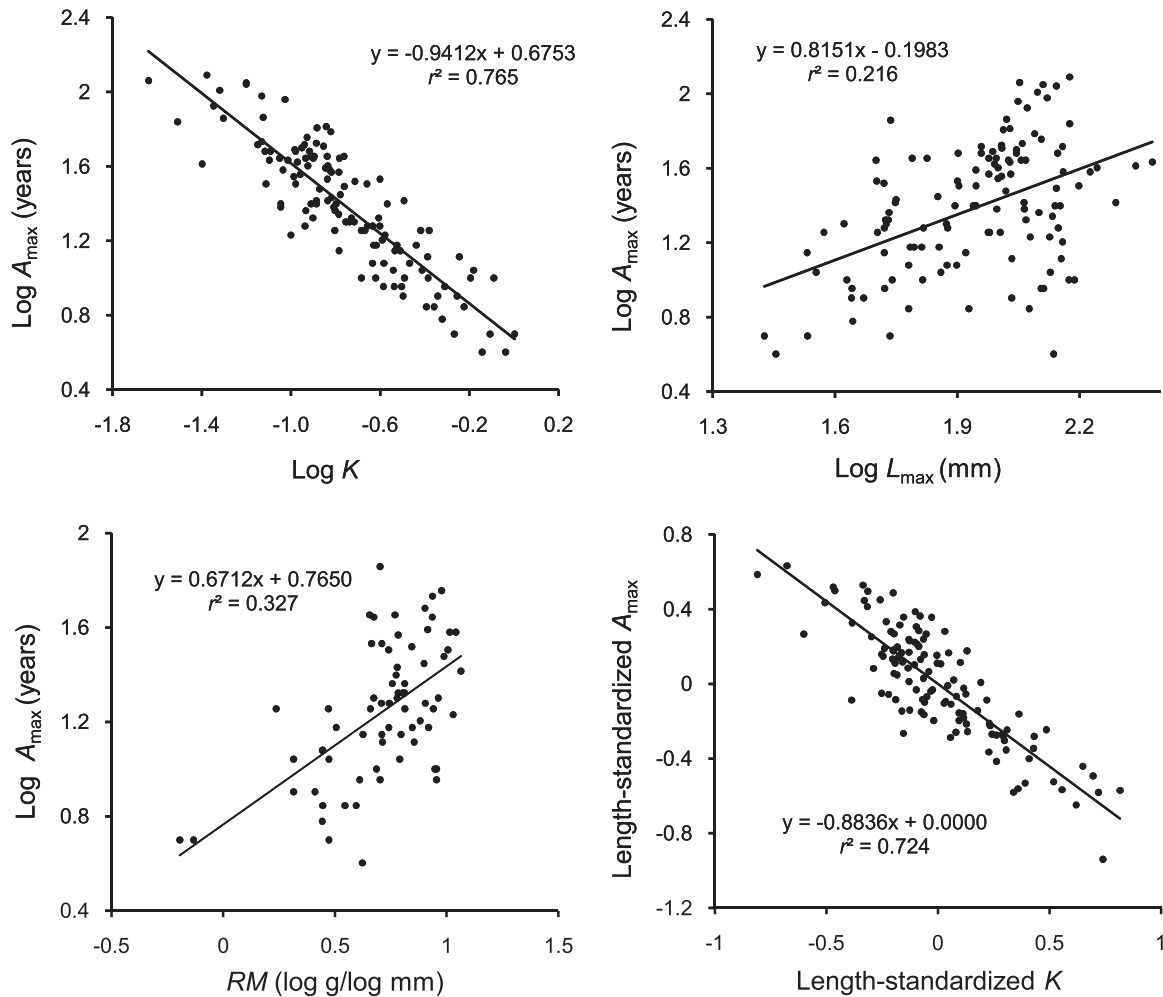 2.4
2
1.6
1.2
0.8
0.4
Log Amax (years)
y = -0.9412x + 0.6753
r² = 0.765
-1.8 -1.4 -1.0 -0.6 -0.2 0.2
Log K
2.4
2
1.6
1.2
0.8
0.4
Log Amax (years)
y = 0.8151x - 0.1983
r² = 0.216
1.3 1.6 1.9 2.2
Log Lmax (mm)
2
1.6
1.2
0.8
0.4
Log Amax (years)
y = 0.6712x + 0.7650
r² = 0.327
-0.5 0 0.5 1 1.5
RM (log g/log mm)
0.8
0.4
0
-0.4
-0.8
-1.2
Length-standardized Amax
y = -0.8836x + 0.0000
r² = 0.724
-1 -0.5 0 0.5 1
Length-standardized K